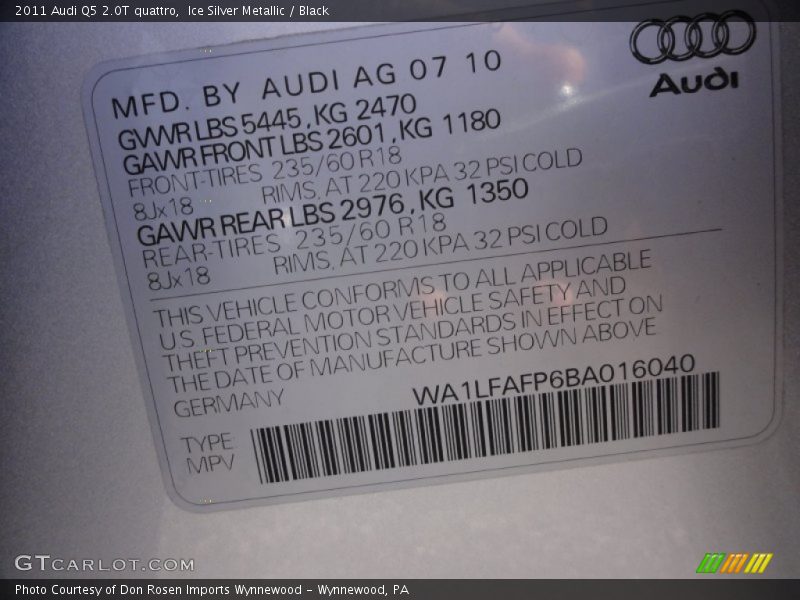 2011 Audi Q5 2.0T quattro,  Ice Silver Metallic / Black
MFD. BY AUDI AG 07 10
Audi
GVWR LBS 5445, KG 2470
GAWR FRONT LBS 2601, KG 1180
FRONT-TIRES 235/60 R18
8Jx18 RIMS, AT 220 KPA 32 PSI COLD
GAWR REAR LBS 2976, KG 1350
REAR-TIRES 235/60 R18
8Jx18 RIMS, AT 220 KPA 32 PSI COLD
THIS VEHICLE CONFORMS TO ALL APPLICABLE
U.S. FEDERAL MOTOR VEHICLE SAFETY AND
THEFT PREVENTION STANDARDS IN EFFECT ON
THE DATE OF MANUFACTURE SHOWN ABOVE
GERMANY WA1LFAFP6BA016040
TYPE
MPV
GTCARLOT.COM
Photo Courtesy of Don Rosen Imports Wynnewood – Wynnewood, PA